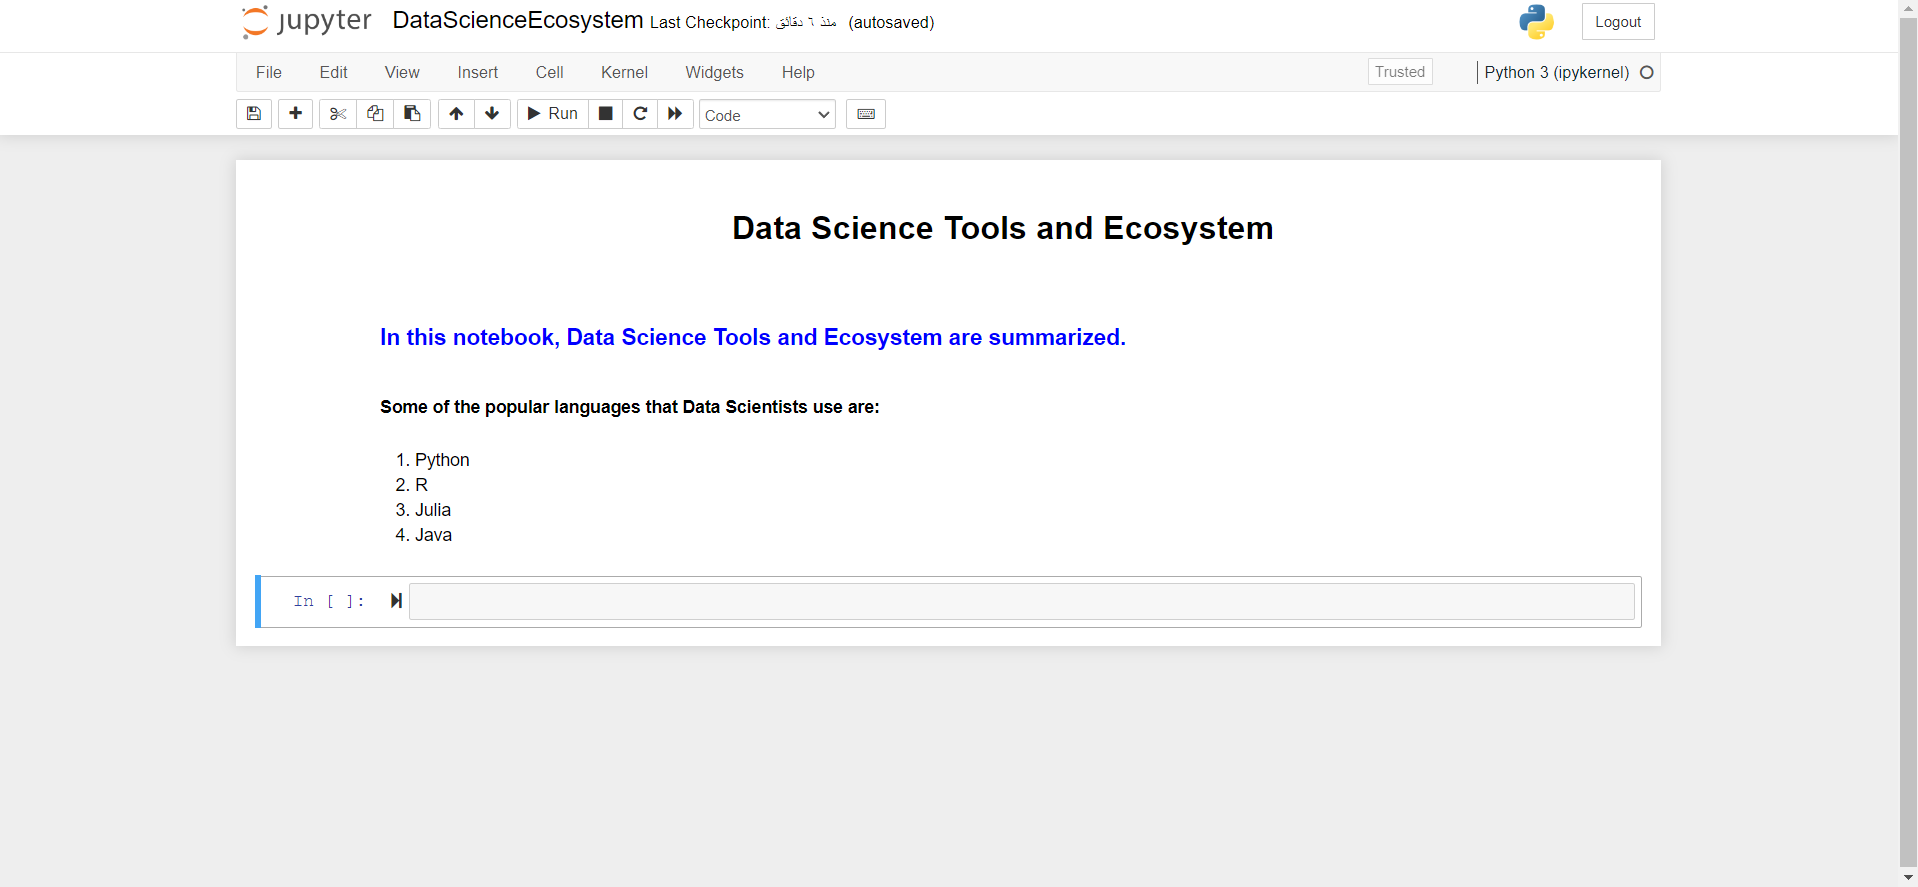 jupyter DataScienceEcosystem Last Checkpoint: منذ ٦ دقائق (autosaved) Logout
File Edit View Insert Cell Kernel Widgets Help Trusted Python 3 (ipykernel)
Run Code
Data Science Tools and Ecosystem
In this notebook, Data Science Tools and Ecosystem are summarized.
Some of the popular languages that Data Scientists use are:
1. Python
2. R
3. Julia
4. Java
In [ ]: